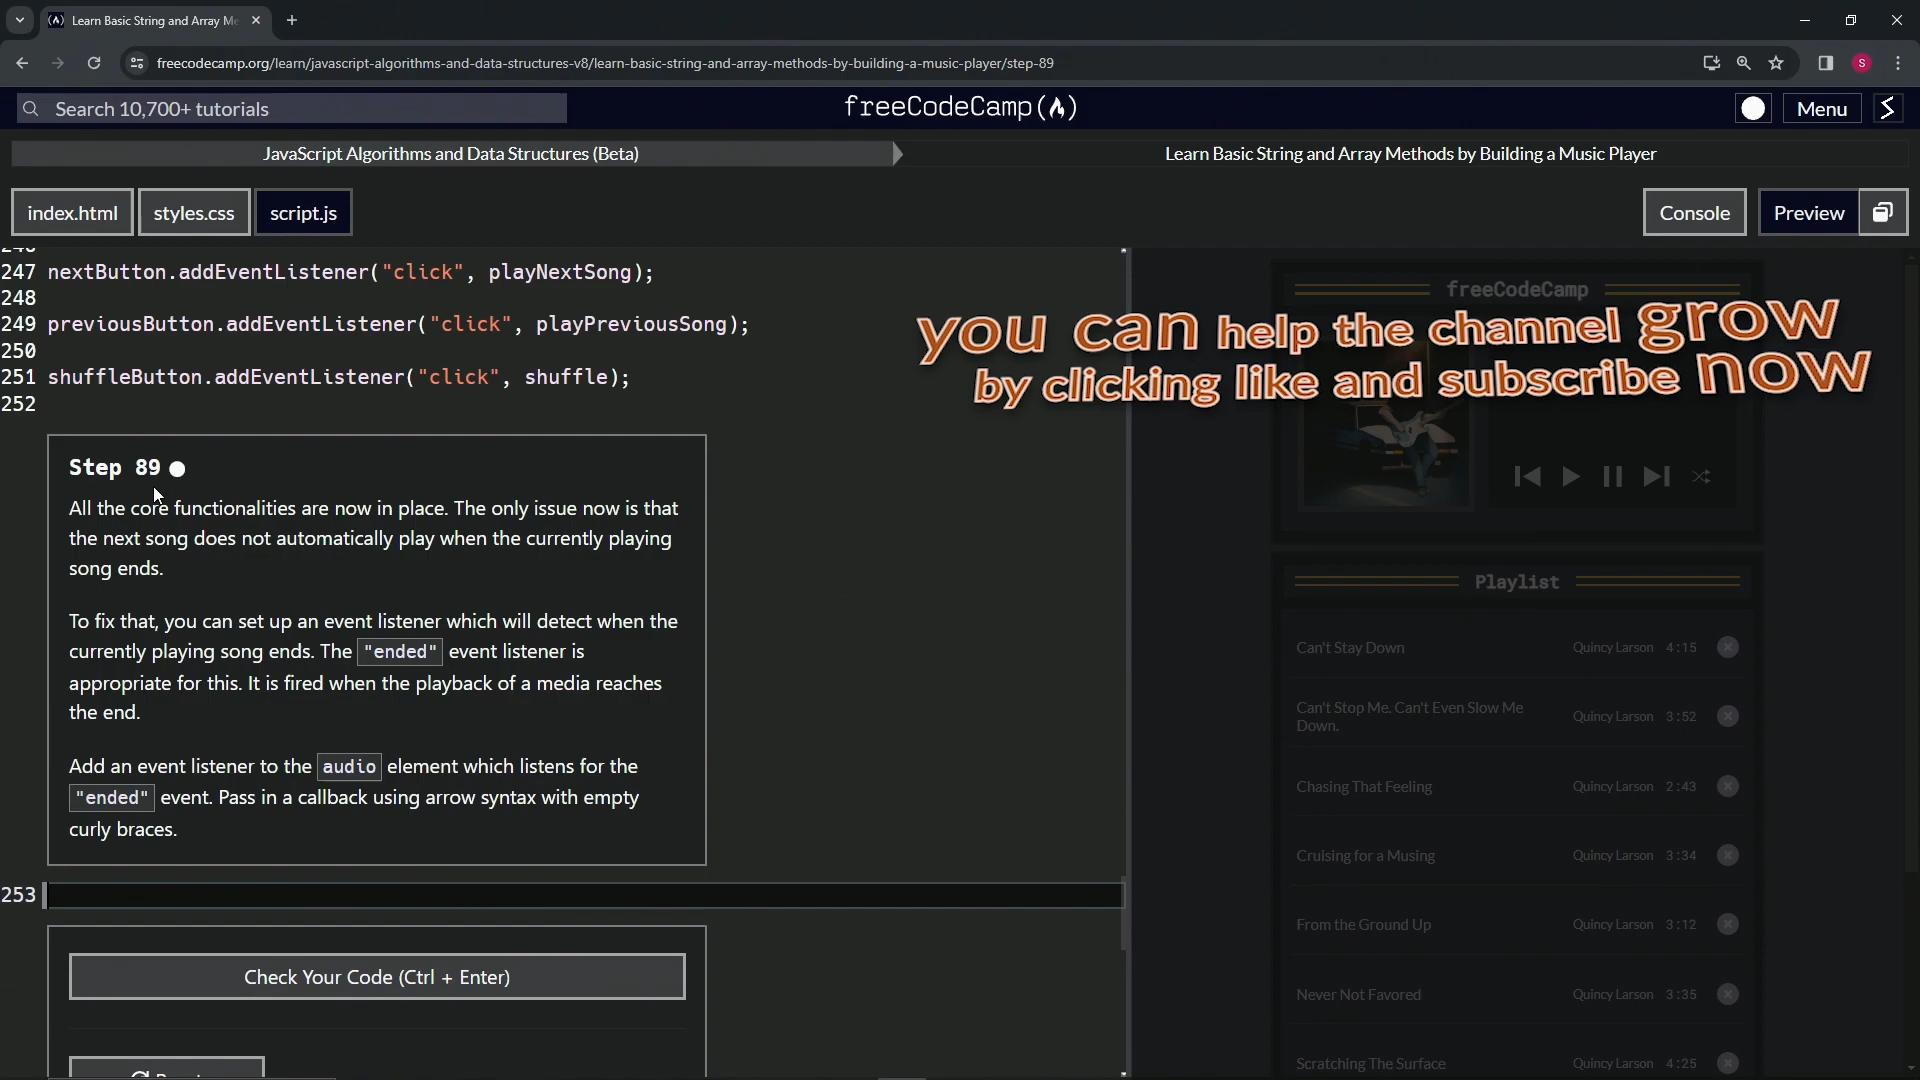 Learn Basic String and Array Me
freecodecamp.org/learn/javascript-algorithms-and-data-structures-v8/learn-basic-string-and-array-methods-by-building-a-music-player/step-89
S
Search 10,700+ tutorials
freeCodeCamp
Menu
JavaScript Algorithms and Data Structures (Beta)
Learn Basic String and Array Methods by Building a Music Player
index.html
styles.css
script.js
Console
Preview
247 nextButton.addEventListener("click", playNextSong);
248
249 previousButton.addEventListener("click", playPreviousSong);
250
251 shuffleButton.addEventListener("click", shuffle);
252
Step 89
All the core functionalities are now in place. The only issue now is that
the next song does not automatically play when the currently playing
song ends.
To fix that, you can set up an event listener which will detect when the
currently playing song ends. The "ended" event listener is
appropriate for this. It is fired when the playback of a media reaches
the end.
Add an event listener to the audio element which listens for the
"ended" event. Pass in a callback using arrow syntax with empty
curly braces.
253
Check Your Code (Ctrl + Enter)
freeCodeCamp
you can help the channel grow
by clicking like and subscribe now
Playlist
Can't Stay Down Quincy Larson 4:15
Can't Stop Me. Can't Even Slow Me
Down. Quincy Larson 3:52
Chasing That Feeling Quincy Larson 2:43
Cruising for a Musing Quincy Larson 3:34
From the Ground Up Quincy Larson 3:12
Never Not Favored Quincy Larson 3:35
Scratching The Surface Quincy Larson 4:25